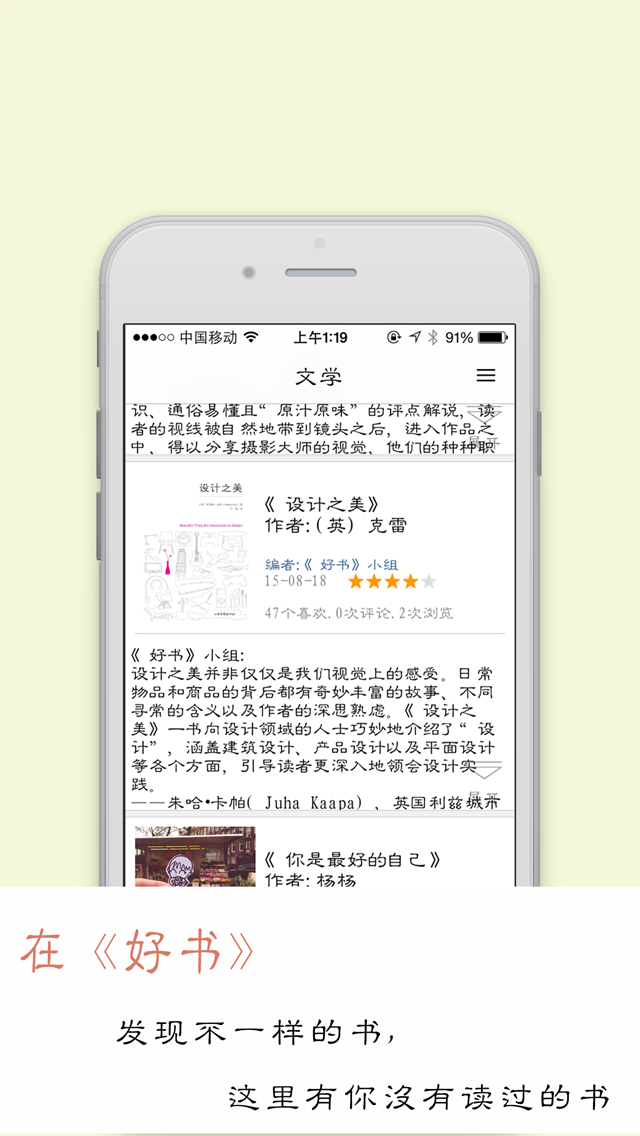 中国移动
上午1:19
91%
文学
识、通俗易懂且“原汁原味”的评点解说，读
者的视线被自然地带到镜头之后，进入作品之
中，得以分享摄影大师的视觉，他们的种种职
展开
设计之美
《设计之美》
作者:(英) 克雷
编者:《好书》小组
15-08-18
47个喜欢.0次评论.2次浏览
《好书》小组:
设计之美并非仅仅是我们视觉上的感受。日常
物品和商品的背后都有奇妙丰富的故事、不同
寻常的含义以及作者的深思熟虑。《设计之
美》一书向设计领域的人士巧妙地介绍了“设
计”，涵盖建筑设计、产品设计以及平面设计
等各个方面，引导读者更深入地领会设计实
践。
——朱哈•卡帕( Juha Kaapa) , 英国利兹城市
展开
《你是最好的自己》
作者:杨杨
在《好书》
发现不一样的书,
这里有你沒有读过的书